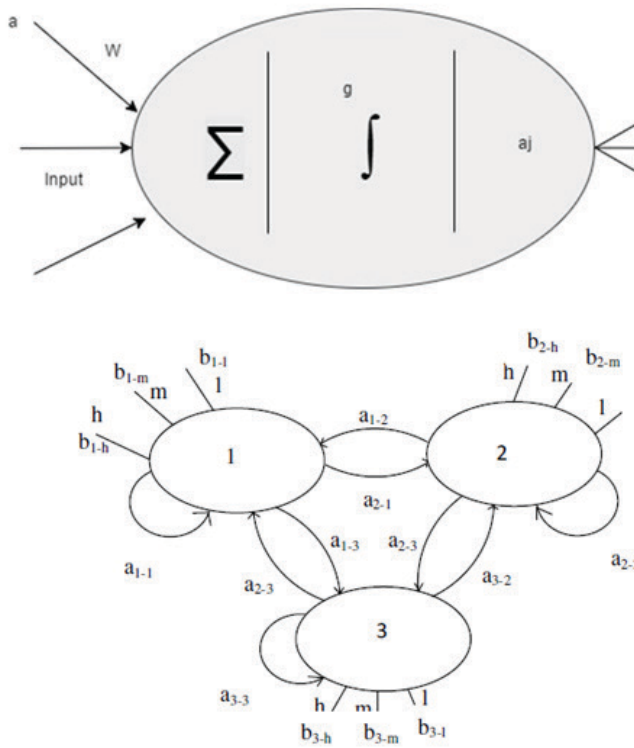 a
W
g
Σ
∫
aj
Input
b1-l
b1-m
m
l
h
b1-h
1
a1-1
a1-2
a2-1
b2-h
b2-m
h
m
l
2
a1-3
a2-3
a2-3
a3-2
3
a3-3
h
m
l
b3-h
b3-m
b3-l